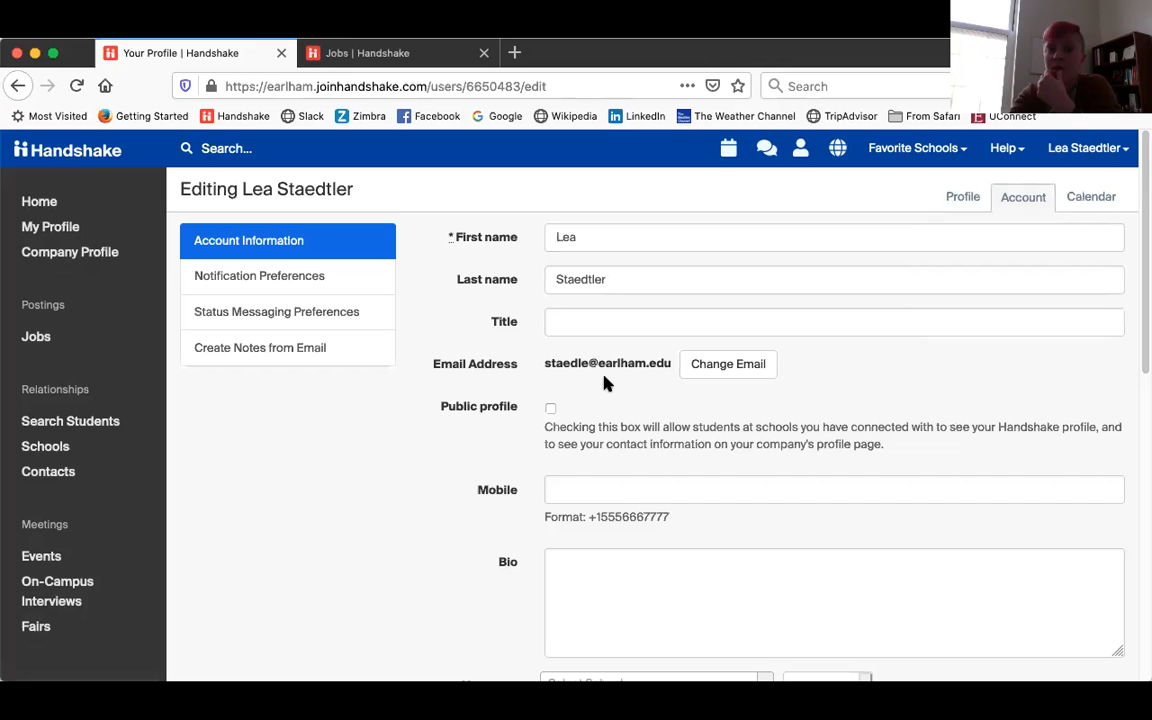 Your Profile | Handshake
Jobs | Handshake
https://earlham.joinhandshake.com/users/6650483/edit
Search
Most Visited
Getting Started
Handshake
Slack
Zimbra
Facebook
Google
Wikipedia
LinkedIn
The Weather Channel
TripAdvisor
From Safari
UConnect
Handshake
Search...
Favorite Schools
Help
Lea Staedtler
Home
My Profile
Company Profile
Postings
Jobs
Relationships
Search Students
Schools
Contacts
Meetings
Events
On-Campus
Interviews
Fairs
Editing Lea Staedtler
Profile
Account
Calendar
Account Information
Notification Preferences
Status Messaging Preferences
Create Notes from Email
* First name
Lea
Last name
Staedtler
Title
Email Address
staedle@earlham.edu
Change Email
Public profile
Checking this box will allow students at schools you have connected with to see your Handshake profile, and
to see your contact information on your company's profile page.
Mobile
Format: +15556667777
Bio